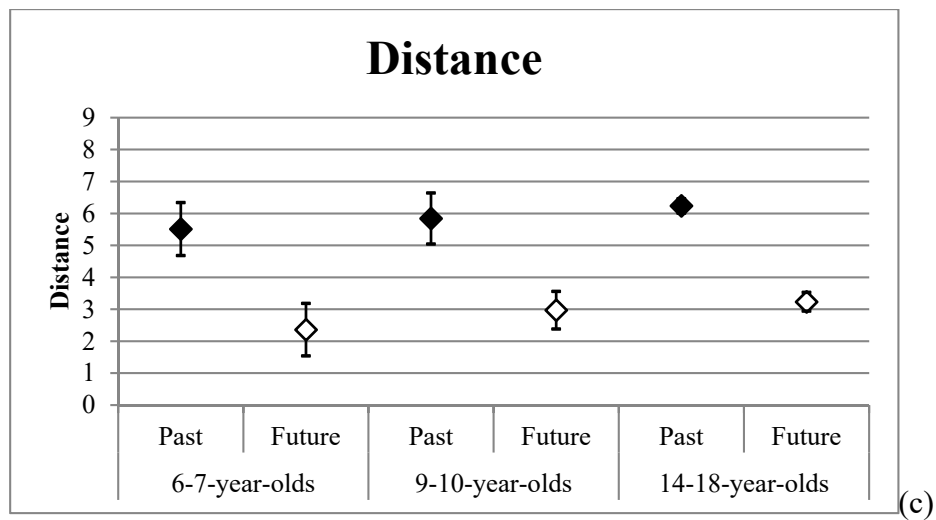 Distance
9
8
7
6
5
4
3
2
1
0
Distance
Past Future Past Future Past Future
6-7-year-olds 9-10-year-olds 14-18-year-olds
(c)